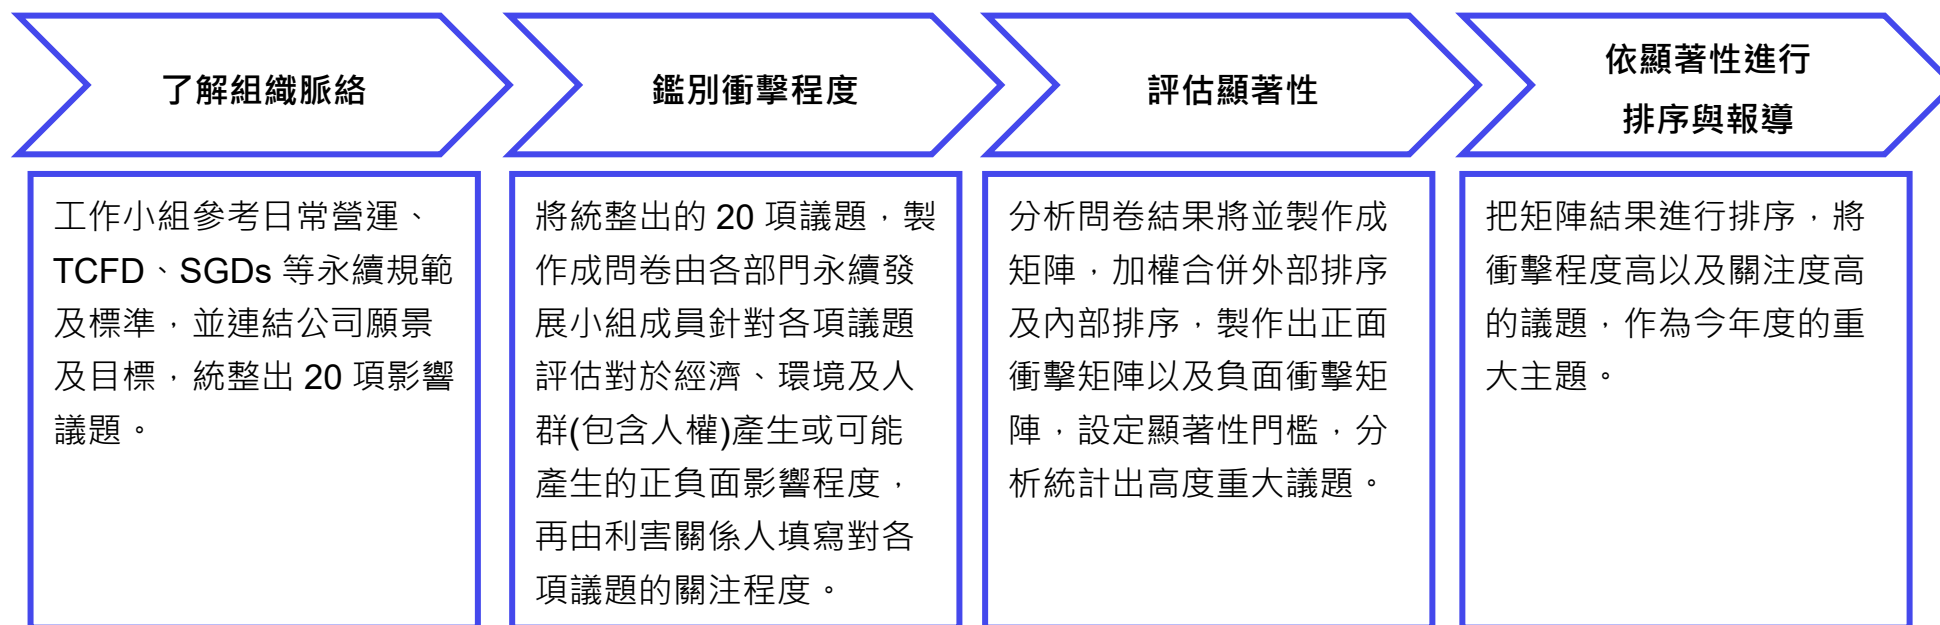 了解組織脈絡
鑑別衝擊程度
評估顯著性
依顯著性進行
排序與報導
工作小組參考日常營運、
TCFD、SGDs 等永續規範
及標準，並連結公司願景
及目標，統整出 20 項影響
議題。
將統整出的 20 項議題，製
作成問卷由各部門永續發
展小組成員針對各項議題
評估對於經濟、環境及人
群(包含人權)產生或可能
產生的正負面影響程度，
再由利害關係人填寫對各
項議題的關注程度。
分析問卷結果將並製作成
矩陣，加權合併外部排序
及內部排序，製作出正面
衝擊矩陣以及負面衝擊矩
陣，設定顯著性門檻，分
析統計出高度重大議題。
把矩陣結果進行排序，將
衝擊程度高以及關注度高
的議題，作為今年度的重
大主題。